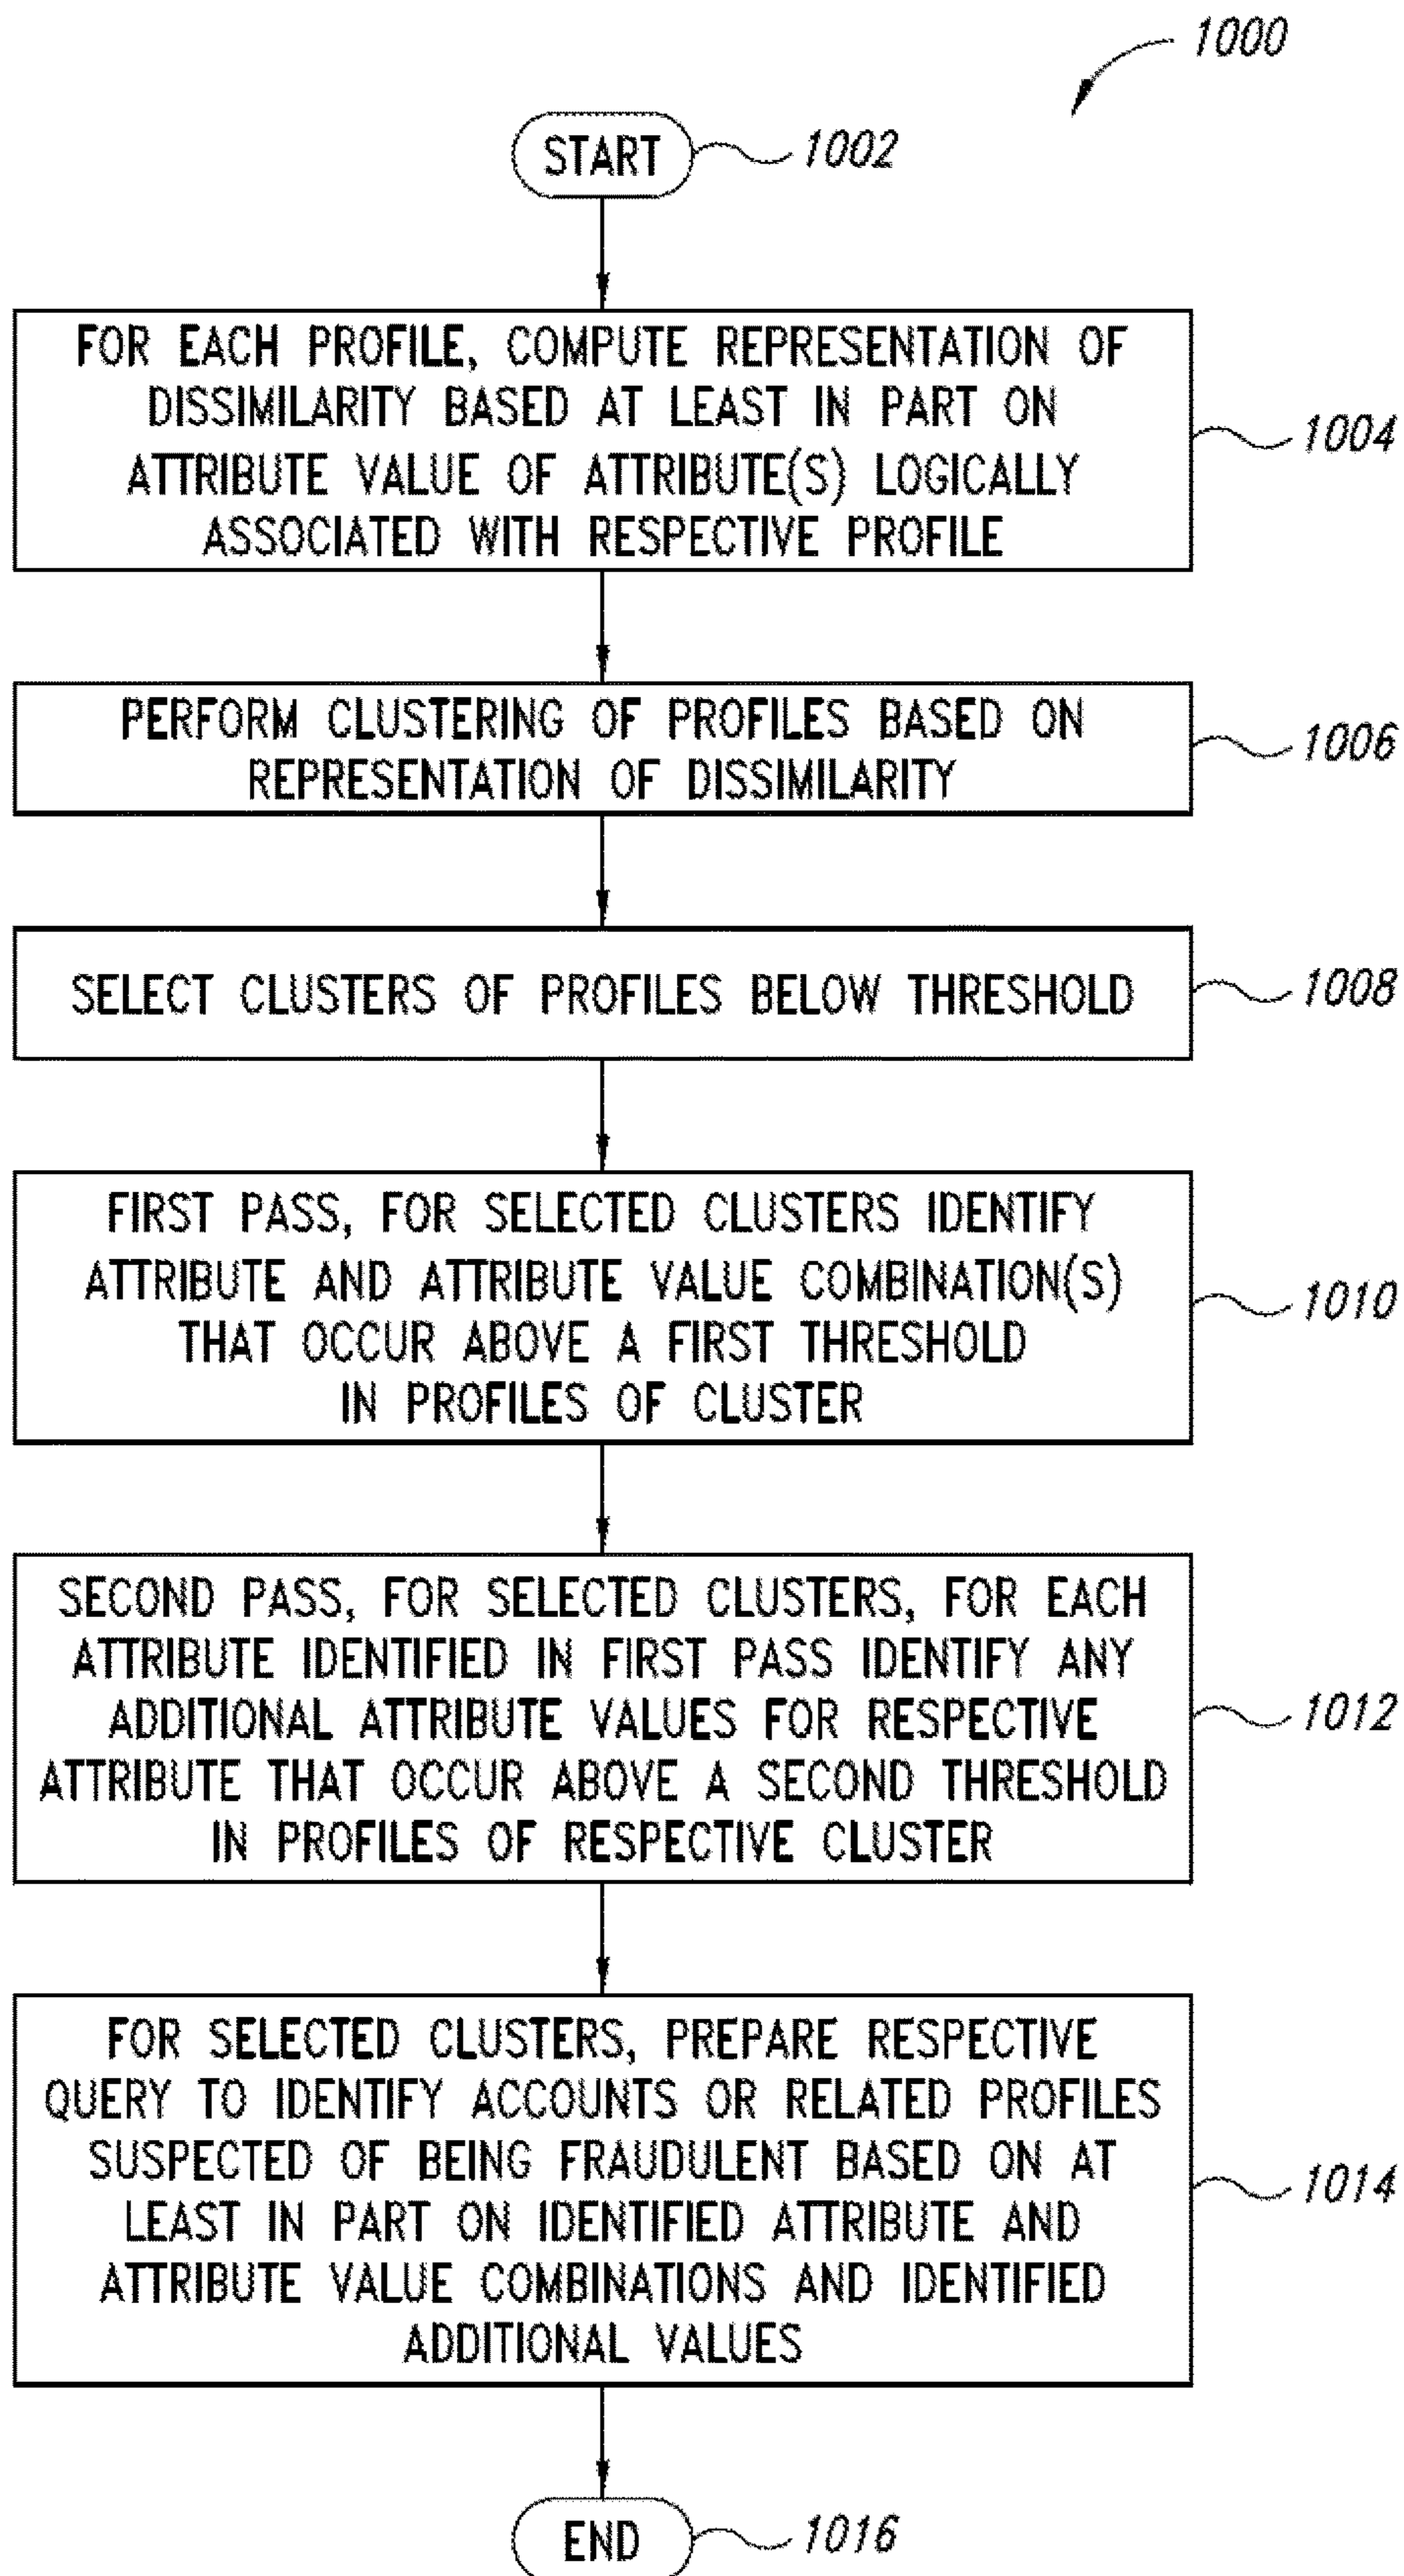 1000
START
1002
FOR EACH PROFILE, COMPUTE REPRESENTATION OF
DISSIMILARITY BASED AT LEAST IN PART ON
ATTRIBUTE VALUE OF ATTRIBUTE(S) LOGICALLY
ASSOCIATED WITH RESPECTIVE PROFILE
1004
PERFORM CLUSTERING OF PROFILES BASED ON
REPRESENTATION OF DISSIMILARITY
1006
SELECT CLUSTERS OF PROFILES BELOW THRESHOLD
1008
FIRST PASS, FOR SELECTED CLUSTERS IDENTIFY
ATTRIBUTE AND ATTRIBUTE VALUE COMBINATION(S)
THAT OCCUR ABOVE A FIRST THRESHOLD
IN PROFILES OF CLUSTER
1010
SECOND PASS, FOR SELECTED CLUSTERS, FOR EACH
ATTRIBUTE IDENTIFIED IN FIRST PASS IDENTIFY ANY
ADDITIONAL ATTRIBUTE VALUES FOR RESPECTIVE
ATTRIBUTE THAT OCCUR ABOVE A SECOND THRESHOLD
IN PROFILES OF RESPECTIVE CLUSTER
1012
FOR SELECTED CLUSTERS, PREPARE RESPECTIVE
QUERY TO IDENTIFY ACCOUNTS OR RELATED PROFILES
SUSPECTED OF BEING FRAUDULENT BASED ON AT
LEAST IN PART ON IDENTIFIED ATTRIBUTE AND
ATTRIBUTE VALUE COMBINATIONS AND IDENTIFIED
ADDITIONAL VALUES
1014
END
1016